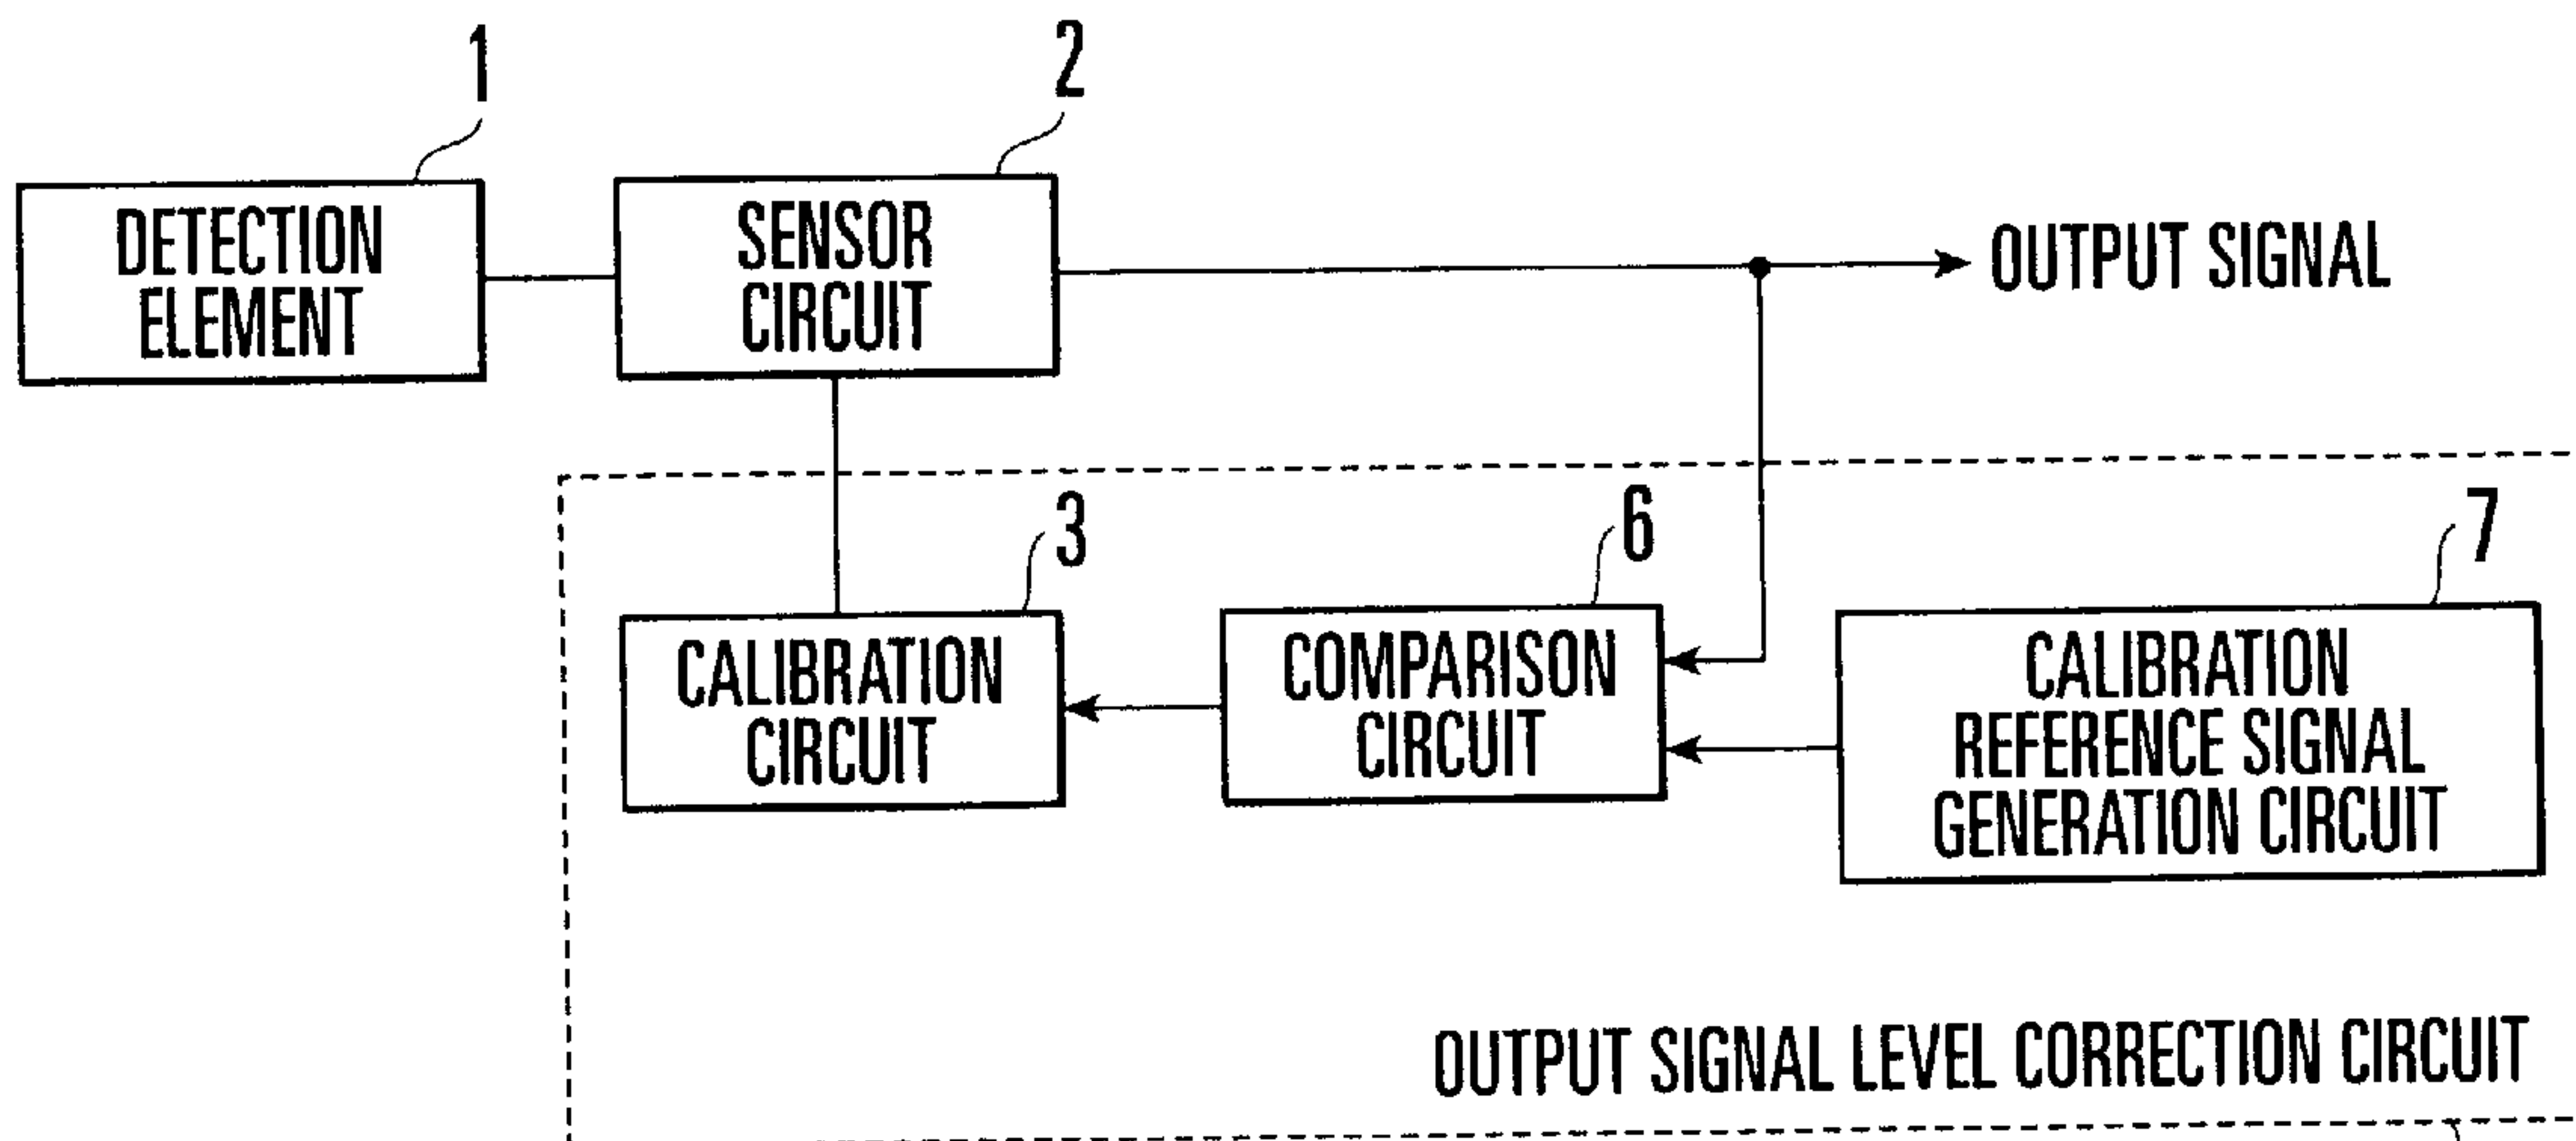 1
2
DETECTION
ELEMENT
SENSOR
CIRCUIT
OUTPUT SIGNAL
3
6
7
CALIBRATION
CIRCUIT
COMPARISON
CIRCUIT
CALIBRATION
REFERENCE SIGNAL
GENERATION CIRCUIT
OUTPUT SIGNAL LEVEL CORRECTION CIRCUIT